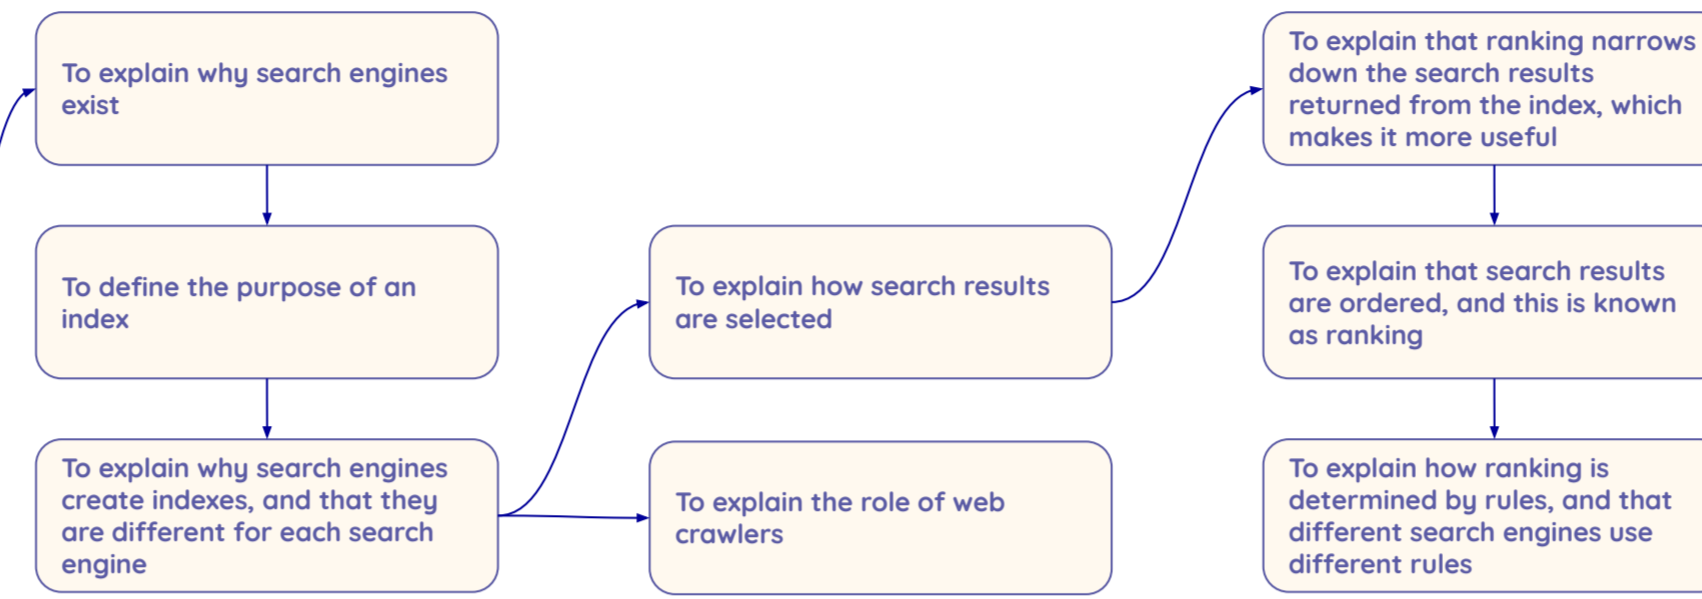 To explain why search engines
exist
To define the purpose of an
index
To explain why search engines
create indexes, and that they
are different for each search
engine
To explain how search results
are selected
To explain the role of web
crawlers
To explain that ranking narrows
down the search results
returned from the index, which
makes it more useful
To explain that search results
are ordered, and this is known
as ranking
To explain how ranking is
determined by rules, and that
different search engines use
different rules